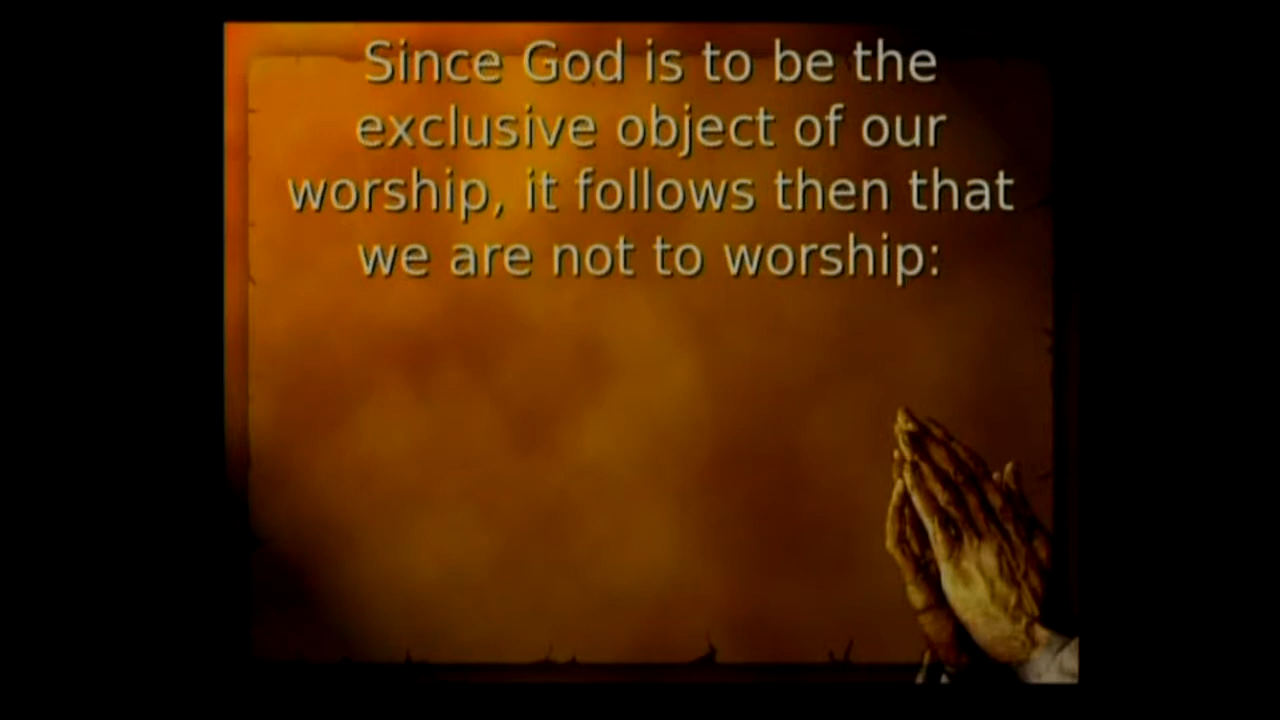 Since God is to be the
exclusive object of our
worship, it follows then that
we are not to worship: